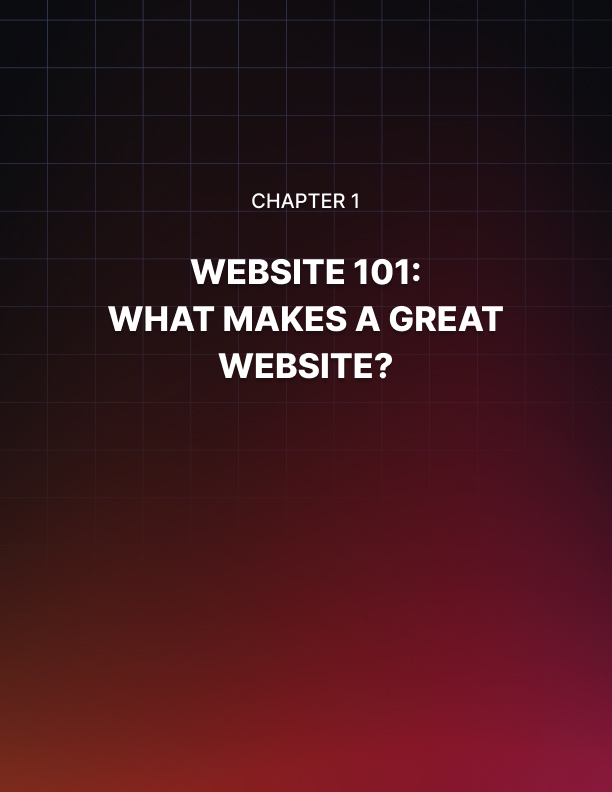 CHAPTER 1
WEBSITE 101:
WHAT MAKES A GREAT
WEBSITE?